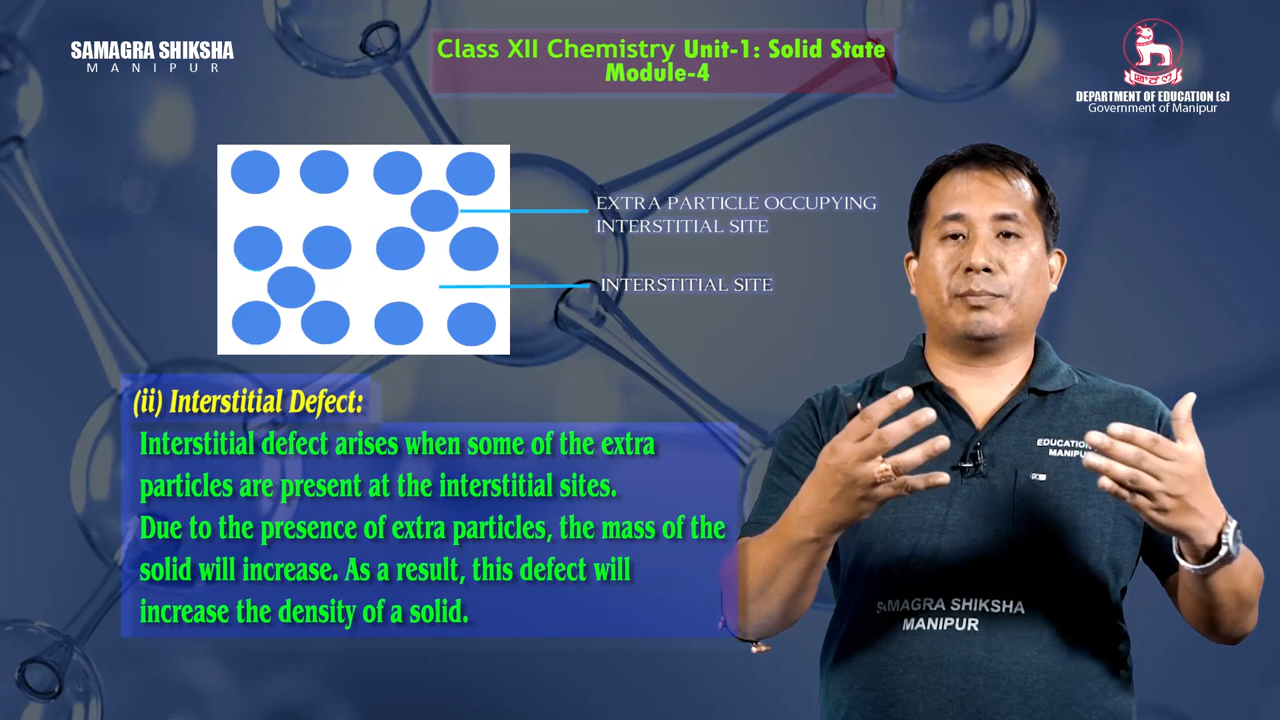 SAMAGRA SHIKSHA
MANIPUR
Class XII Chemistry Unit-1: Solid State
Module-4
DEPARTMENT OF EDUCATION (s)
Government of Manipur
EXTRA PARTICLE OCCUPYING
INTERSTITIAL SITE
INTERSTITIAL SITE
(ii) Interstitial Defect:
Interstitial defect arises when some of the extra
particles are present at the interstitial sites.
Due to the presence of extra particles, the mass of the
solid will increase. As a result, this defect will
increase the density of a solid.
EDUCATION
MANIPUR
SAMAGRA SHIKSHA
MANIPUR